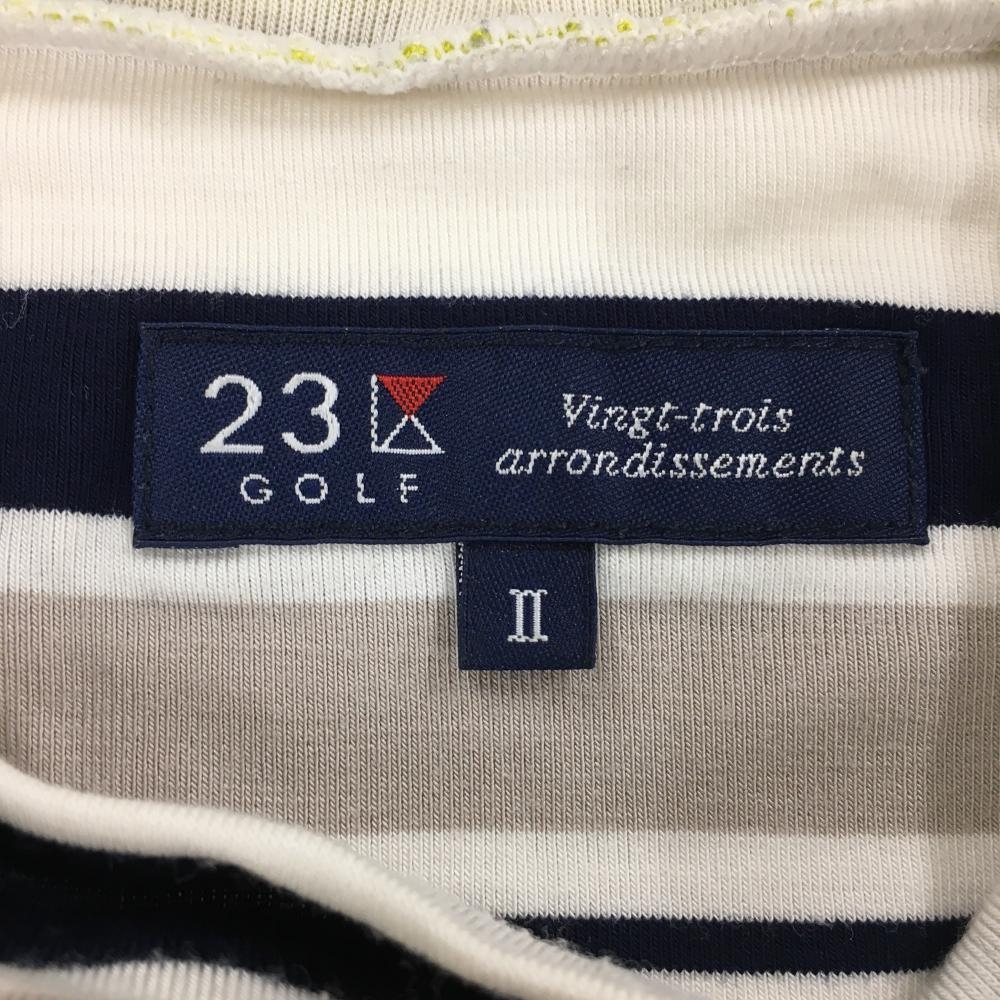 23
GOLF
Vingt-trois
arrondissements
II